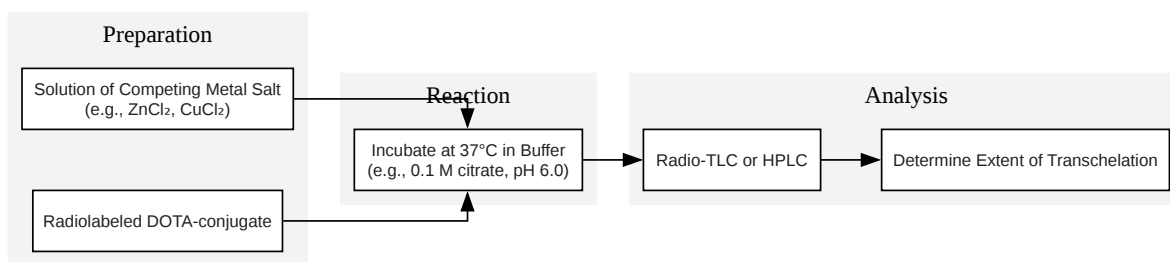 Preparation
Solution of Competing Metal Salt
(e.g., ZnCl₂, CuCl₂)
Radiolabeled DOTA-conjugate
Reaction
Incubate at 37°C in Buffer
(e.g., 0.1 M citrate, pH 6.0)
Analysis
Radio-TLC or HPLC
Determine Extent of Transchelation